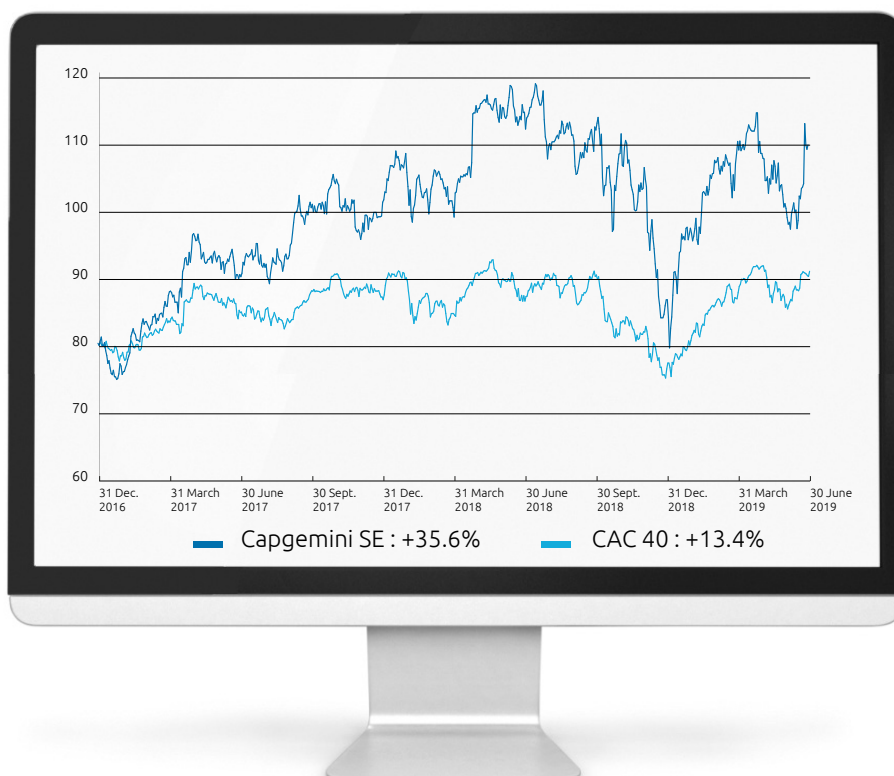 120
110
100
90
80
70
60
31 Dec.
2016
31 March
2017
30 June
2017
30 Sept.
2017
31 Dec.
2017
31 March
2018
30 June
2018
30 Sept.
2018
31 Dec.
2018
31 March
2019
30 June
2019
Capgemini SE : +35.6%
CAC 40 : +13.4%